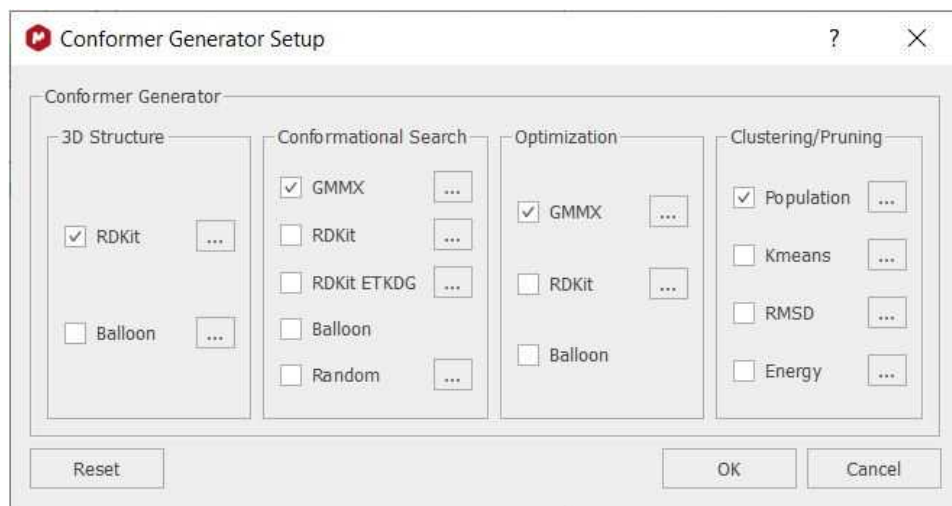 Conformer Generator Setup
?
Conformer Generator
3D Structure
RDKit
...
Balloon
...
Conformational Search
GMMX
...
RDKit
...
RDKit ETKDG
...
Balloon
Random
...
Optimization
GMMX
...
RDKit
...
Balloon
Clustering/Pruning
Population
...
Kmeans
...
RMSD
...
Energy
...
Reset
OK
Cancel